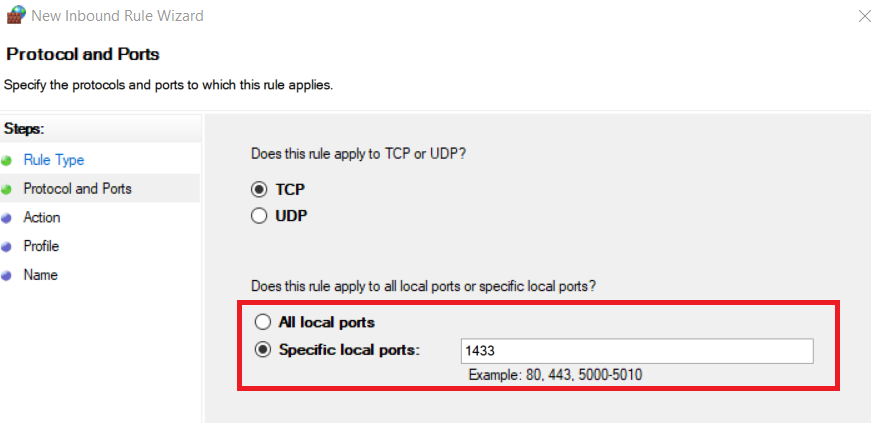 New Inbound Rule Wizard
Protocol and Ports
Specify the protocols and ports to which this rule applies.
Steps:
Rule Type
Protocol and Ports
Action
Profile
Name
Does this rule apply to TCP or UDP?
TCP
UDP
Does this rule apply to all local ports or specific local ports?
All local ports
Specific local ports: 1433
Example: 80, 443, 5000-5010